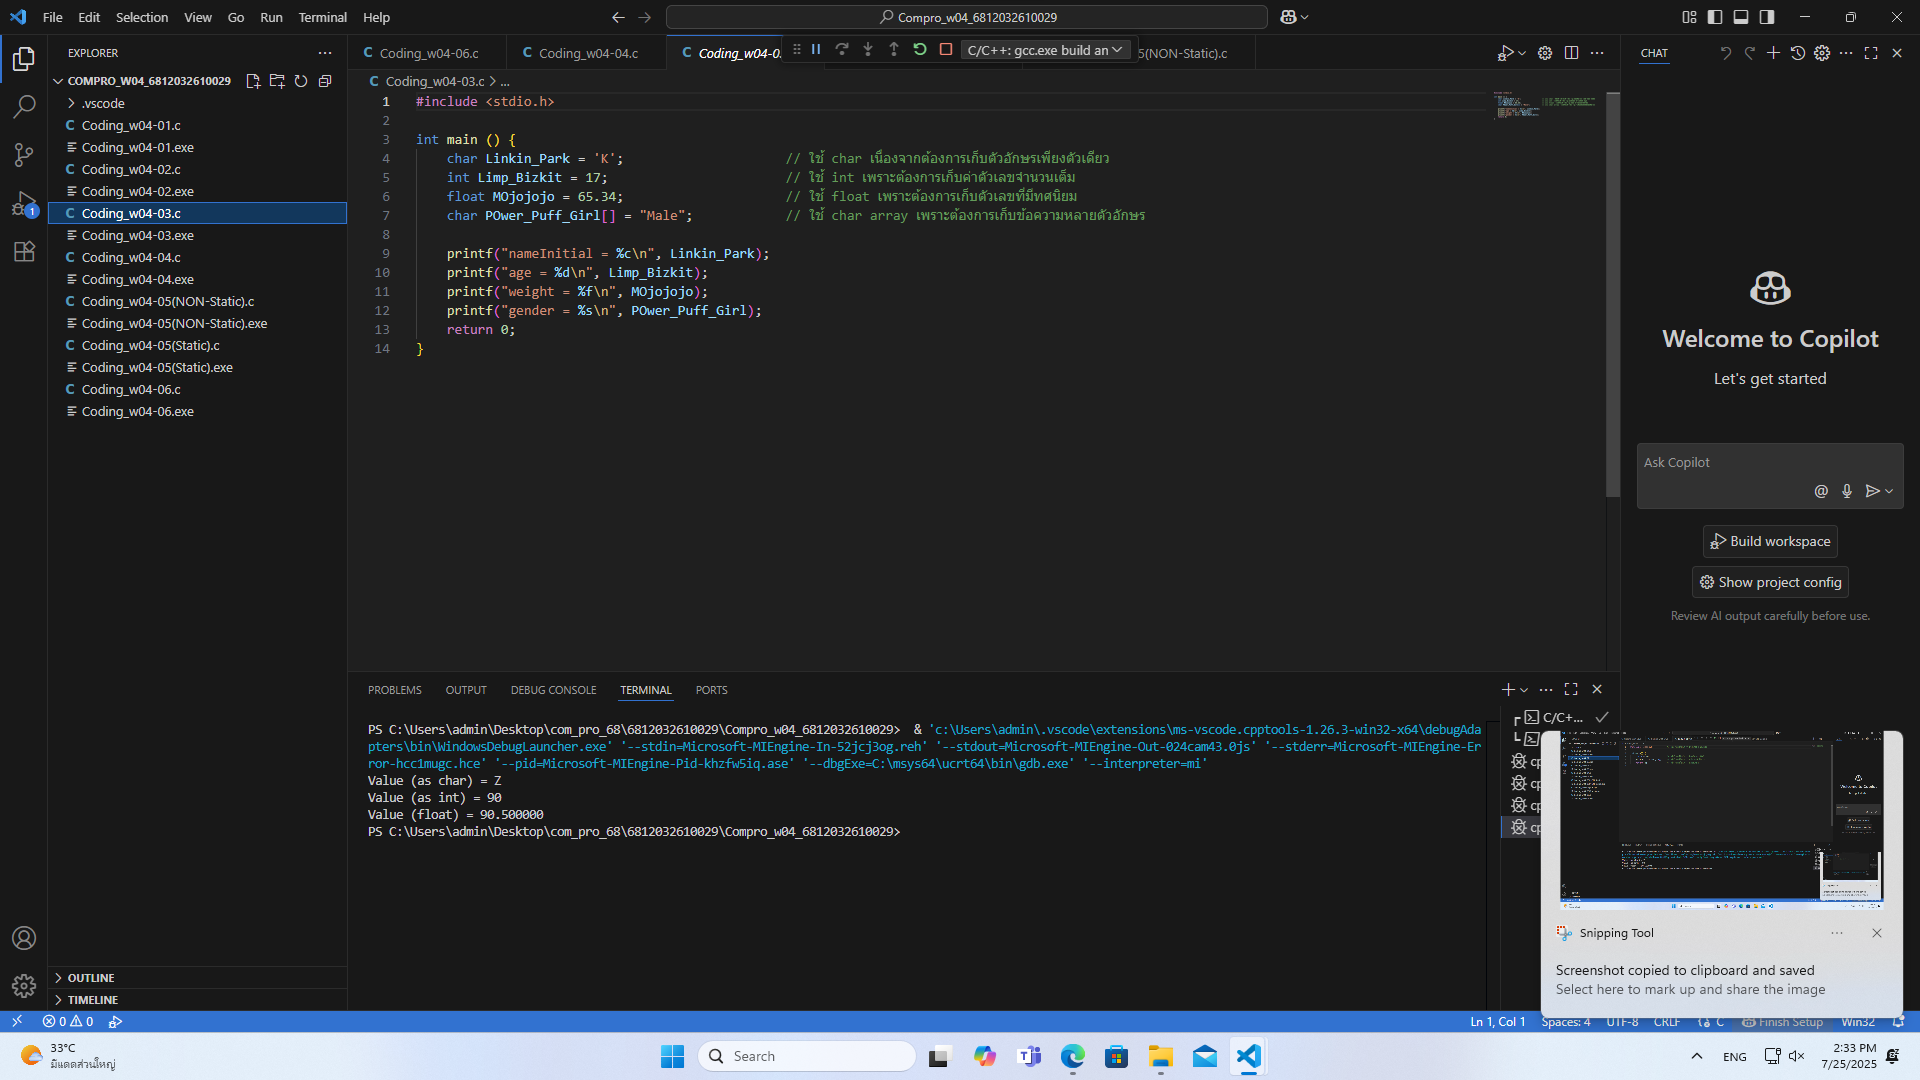 File Edit Selection View Go Run Terminal Help
Compro_w04_6812032610029
EXPLORER
COMPRO_W04_6812032610029
.vscode
Coding_w04-01.c
Coding_w04-01.exe
Coding_w04-02.c
Coding_w04-02.exe
Coding_w04-03.c
Coding_w04-03.exe
Coding_w04-04.c
Coding_w04-04.exe
Coding_w04-05(NON-Static).c
Coding_w04-05(NON-Static).exe
Coding_w04-05(Static).c
Coding_w04-05(Static).exe
Coding_w04-06.c
Coding_w04-06.exe
OUTLINE
TIMELINE
1
Coding_w04-06.c Coding_w04-04.c Coding_w04-03 C/C++: gcc.exe build an 5(NON-Static).c
Coding_w04-03.c > ...
1 #include <stdio.h>
2
3 int main () {
4 char Linkin_Park = 'K'; // ใช้ char เนื่องจากต้องการเก็บตัวอักษรเพียงตัวเดียว
5 int Limp_Bizkit = 17; // ใช้ int เพราะต้องการเก็บค่าตัวเลขจำนวนเต็ม
6 float MOjojojo = 65.34; // ใช้ float เพราะต้องการเก็บตัวเลขที่มีทศนิยม
7 char POwer_Puff_Girl[] = "Male"; // ใช้ char array เพราะต้องการเก็บข้อความหลายตัวอักษร
8
9 printf("nameInitial = %c\n", Linkin_Park);
10 printf("age = %d\n", Limp_Bizkit);
11 printf("weight = %f\n", MOjojojo);
12 printf("gender = %s\n", POwer_Puff_Girl);
13 return 0;
14 }
PROBLEMS OUTPUT DEBUG CONSOLE TERMINAL PORTS
PS C:\Users\admin\Desktop\com_pro_68\6812032610029\Compro_w04_6812032610029> & 'c:\Users\admin\.vscode\extensions\ms-vscode.cpptools-1.26.3-win32-x64\debugAda
pters\bin\WindowsDebugLauncher.exe' '--stdin=Microsoft-MIEngine-In-52jcj3og.reh' '--stdout=Microsoft-MIEngine-Out-024cam43.0js' '--stderr=Microsoft-MIEngine-Er
ror-hcc1mugc.hce' '--pid=Microsoft-MIEngine-Pid-khzfw5iq.ase' '--dbgExe=C:\msys64\ucrt64\bin\gdb.exe' '--interpreter=mi'
Value (as char) = Z
Value (as int) = 90
Value (float) = 90.500000
PS C:\Users\admin\Desktop\com_pro_68\6812032610029\Compro_w04_6812032610029>
C/C+...
cp
cp
cp
cp
CHAT
Welcome to Copilot
Let's get started
Ask Copilot
Build workspace
Show project config
Review AI output carefully before use.
Snipping Tool
Screenshot copied to clipboard and saved
Select here to mark up and share the image
0 0
Ln 1, Col 1 Spaces: 4 UTF-8 CRLF C Finish Setup Win32
33°C
มีแดดส่วนใหญ่
Search
ENG
2:33 PM
7/25/2025